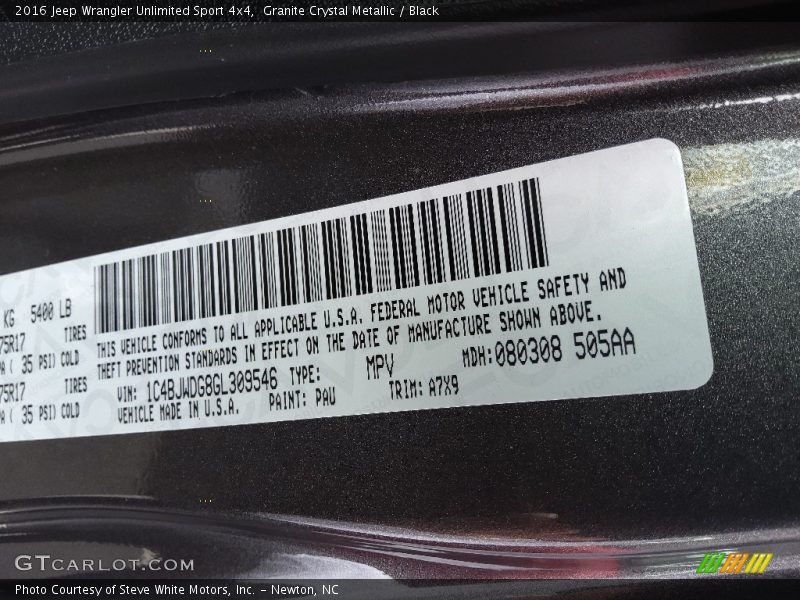 2016 Jeep Wrangler Unlimited Sport 4x4, Granite Crystal Metallic / Black
KG 5400 LB
75R17 TIRES
( 35 PSI) COLD
75R17 TIRES
( 35 PSI) COLD
THIS VEHICLE CONFORMS TO ALL APPLICABLE U.S.A. FEDERAL MOTOR VEHICLE SAFETY AND
THEFT PREVENTION STANDARDS IN EFFECT ON THE DATE OF MANUFACTURE SHOWN ABOVE.
VIN: 1C4BJWDG8GL309546 TYPE: MPV MDH:080308 505AA
VEHICLE MADE IN U.S.A. PAINT: PAU TRIM: A7X9
GTCARLOT.COM
Photo Courtesy of Steve White Motors, Inc. – Newton, NC